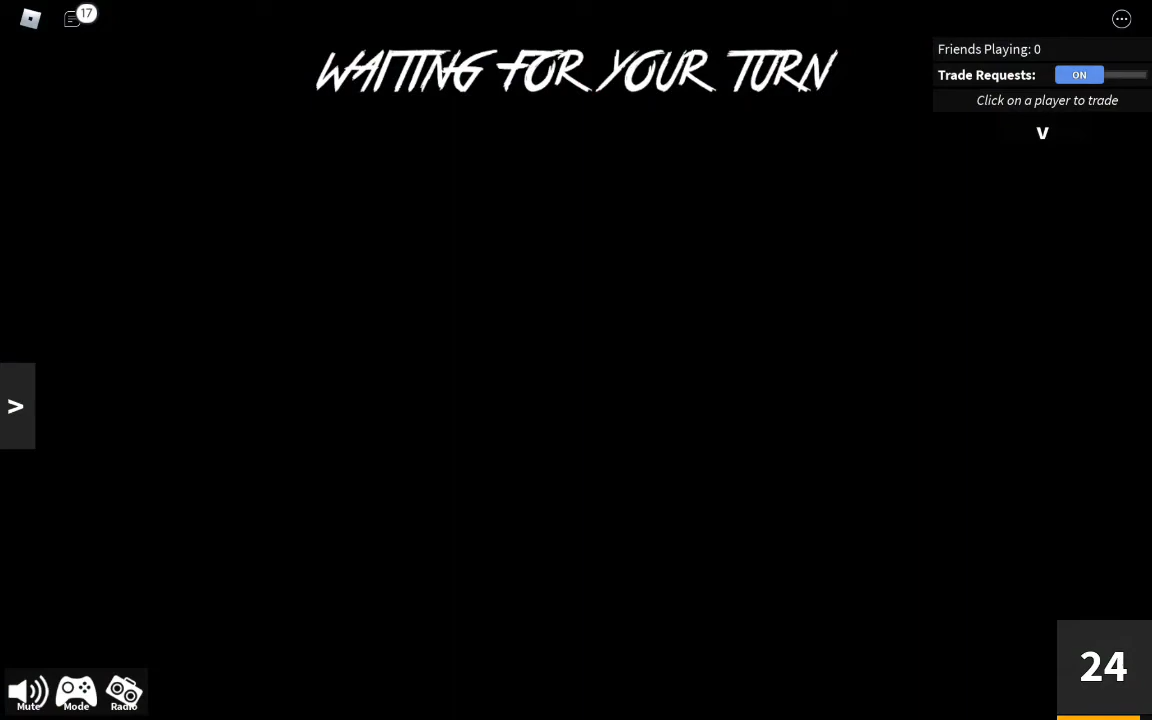 17
WAITING FOR YOUR TURN
Friends Playing: 0
Trade Requests: ON
Click on a player to trade
v
>
Mute Mode Radio
24